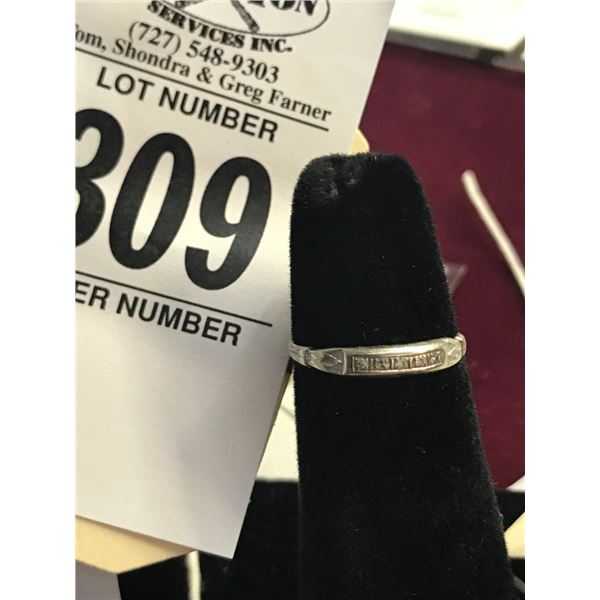 SERVICES INC.
(727) 548-9303
Tom, Shondra & Greg Farner
LOT NUMBER
309
ER NUMBER